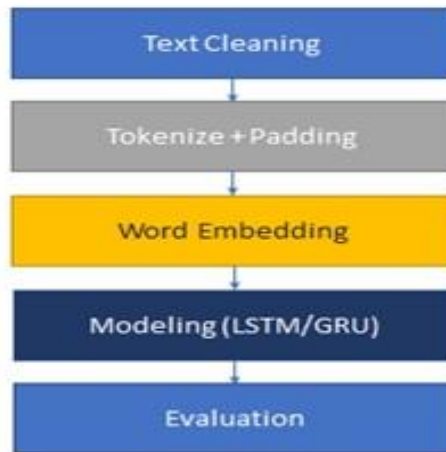 Text Cleaning
Tokenize + Padding
Word Embedding
Modeling (LSTM/GRU)
Evaluation